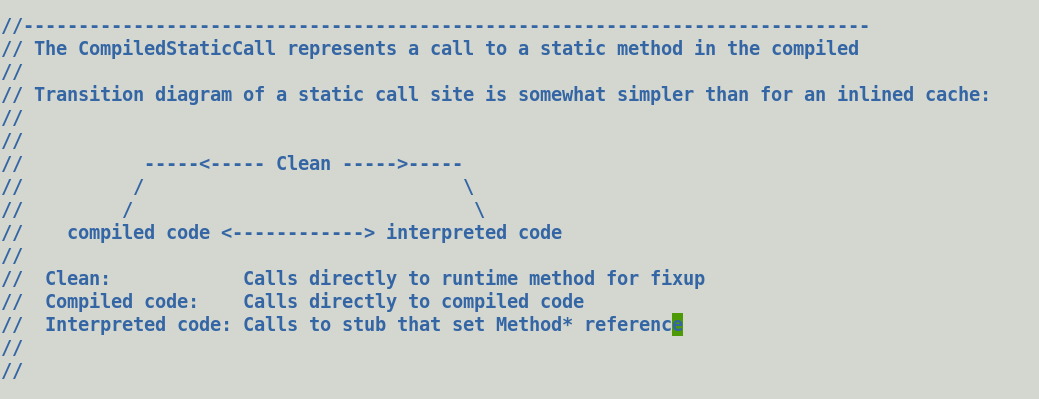 //-----------------------------------------------------------------------------
// The CompiledStaticCall represents a call to a static method in the compiled
//
// Transition diagram of a static call site is somewhat simpler than for an inlined cache:
//
//
//           -----<----- Clean ----->-----
//          /                             \
//         /                               \
//    compiled code <------------> interpreted code
//
//  Clean:            Calls directly to runtime method for fixup
//  Compiled code:    Calls directly to compiled code
//  Interpreted code: Calls to stub that set Method* reference
//
//